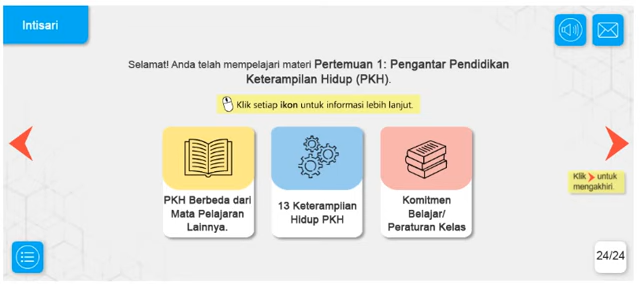 Intisari
Selamat! Anda telah mempelajari materi Pertemuan 1: Pengantar Pendidikan
Keterampilan Hidup (PKH).
Klik setiap ikon untuk informasi lebih lanjut.
PKH Berbeda dari
Mata Pelajaran
Lainnya.
13 Keterampilan
Hidup PKH
Komitmen
Belajar/
Peraturan Kelas
Klik untuk
mengakhiri.
24/24